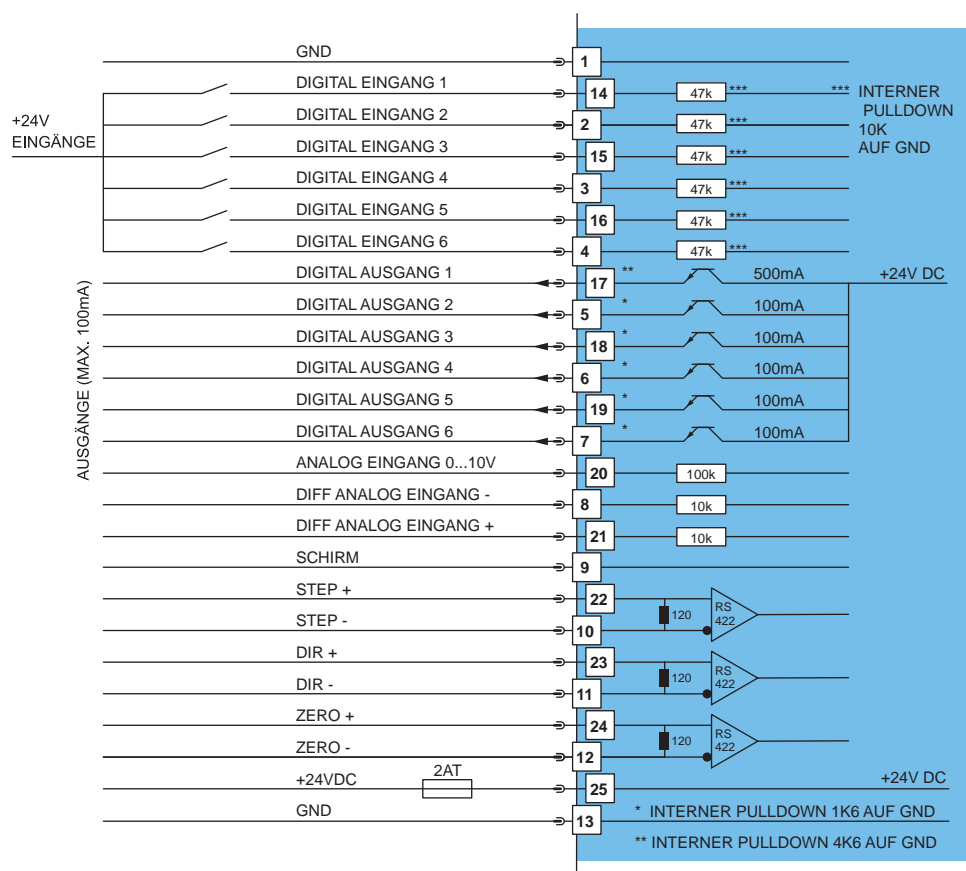 GND
1
DIGITAL EINGANG 1
14
47k
***
*** INTERNER
PULLDOWN
10K
AUF GND
+24V
EINGÄNGE
DIGITAL EINGANG 2
2
47k
***
DIGITAL EINGANG 3
15
47k
***
DIGITAL EINGANG 4
3
47k
***
DIGITAL EINGANG 5
16
47k
***
DIGITAL EINGANG 6
4
47k
***
AUSGÄNGE (MAX. 100mA)
DIGITAL AUSGANG 1
17
**
500mA
+24V DC
DIGITAL AUSGANG 2
5
*
100mA
DIGITAL AUSGANG 3
18
*
100mA
DIGITAL AUSGANG 4
6
*
100mA
DIGITAL AUSGANG 5
19
*
100mA
DIGITAL AUSGANG 6
7
*
100mA
ANALOG EINGANG 0...10V
20
100k
DIFF ANALOG EINGANG -
8
10k
DIFF ANALOG EINGANG +
21
10k
SCHIRM
9
STEP +
22
120
RS
422
STEP -
10
DIR +
23
120
RS
422
DIR -
11
ZERO +
24
120
RS
422
ZERO -
12
+24VDC
2AT
25
+24V DC
GND
13
* INTERNER PULLDOWN 1K6 AUF GND
** INTERNER PULLDOWN 4K6 AUF GND